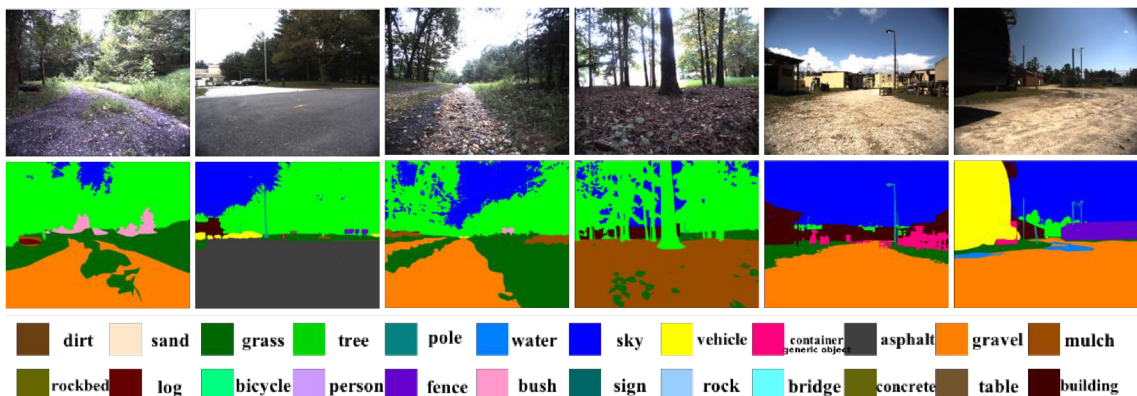 dirt sand grass tree pole water sky vehicle container generic object asphalt gravel mulch
rockbed log bicycle person fence bush sign rock bridge concrete table building